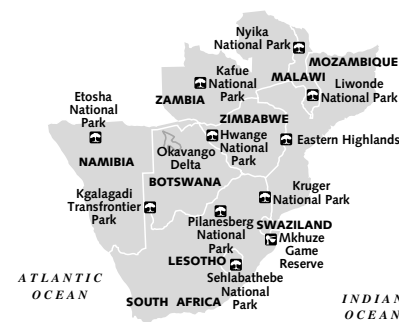 Nyika
National Park
MOZAMBIQUE
MALAWI
Kafue
National
Park
Liwonde
National Park
ZAMBIA
Etosha
National
Park
ZIMBABWE
Hwange
National
Park
Eastern Highlands
Okavango
Delta
NAMIBIA
BOTSWANA
Kgalagadi
Transfrontier
Park
Kruger
National Park
Pilanesberg
National
Park
SWAZILAND
Mkhuze
Game
Reserve
LESOTHO
Sehlabathebe
National
Park
ATLANTIC
OCEAN
SOUTH AFRICA
INDIAN
OCEAN